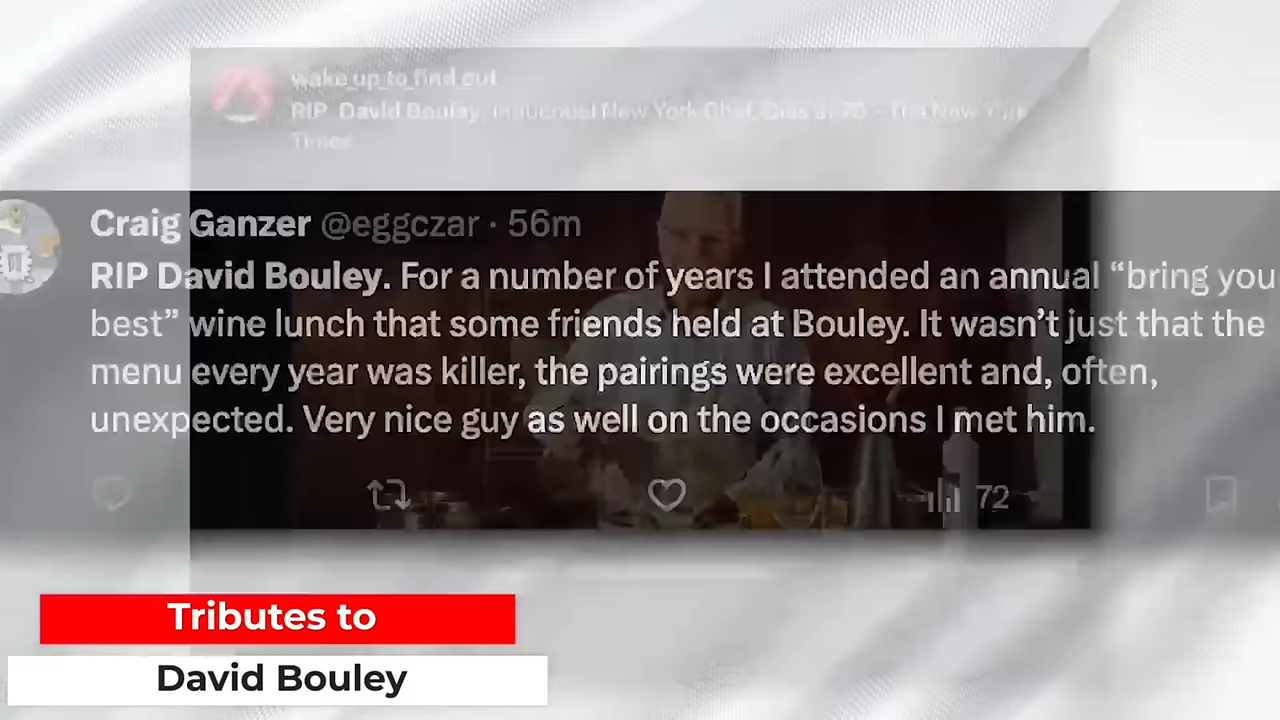 wake_up_to_find_out
RIP David Bouley, Influential New York Chef, Dies at 70 – The New York
Times
Craig Ganzer @eggczar · 56m
RIP David Bouley. For a number of years I attended an annual “bring you
best” wine lunch that some friends held at Bouley. It wasn’t just that the
menu every year was killer, the pairings were excellent and, often,
unexpected. Very nice guy as well on the occasions I met him.
72
Tributes to
David Bouley